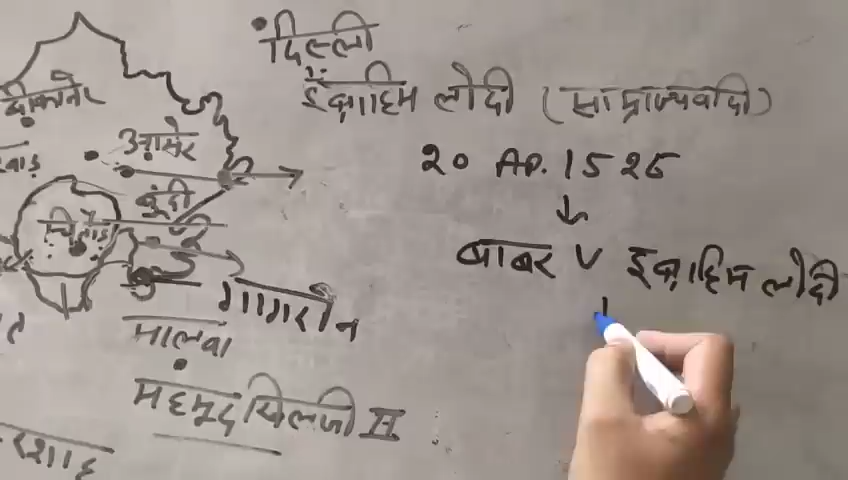 दिल्ली
इब्राहिम लोदी (साम्राज्यवादी)
बीकानेर
आमेर
20 AP. 1526
बूंदी
चित्तौड़
बाबर V इब्राहिम लोदी
गागरोन
मालवा
महमूद खिलजी II